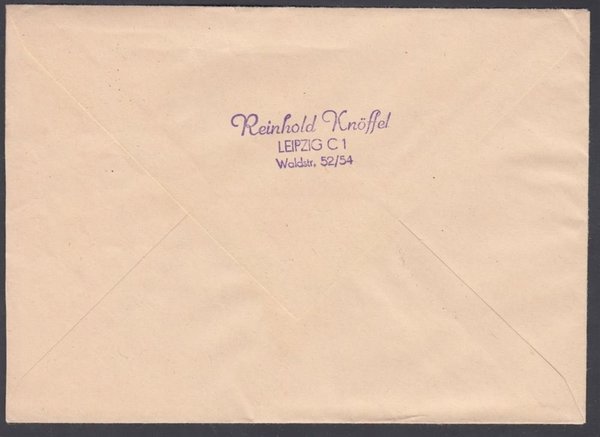 Reinhold Knöffel
LEIPZIG C 1
Waldstr. 52/54